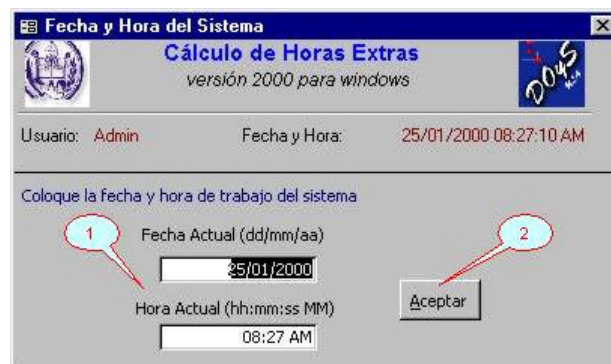 Fecha y Hora del Sistema
Cálculo de Horas Extras
versión 2000 para windows
DOyS
Usuario: Admin Fecha y Hora: 25/01/2000 08:27:10 AM
Coloque la fecha y hora de trabajo del sistema
1
2
Fecha Actual (dd/mm/aa)
25/01/2000
Aceptar
Hora Actual (hh:mm:ss MM)
08:27 AM